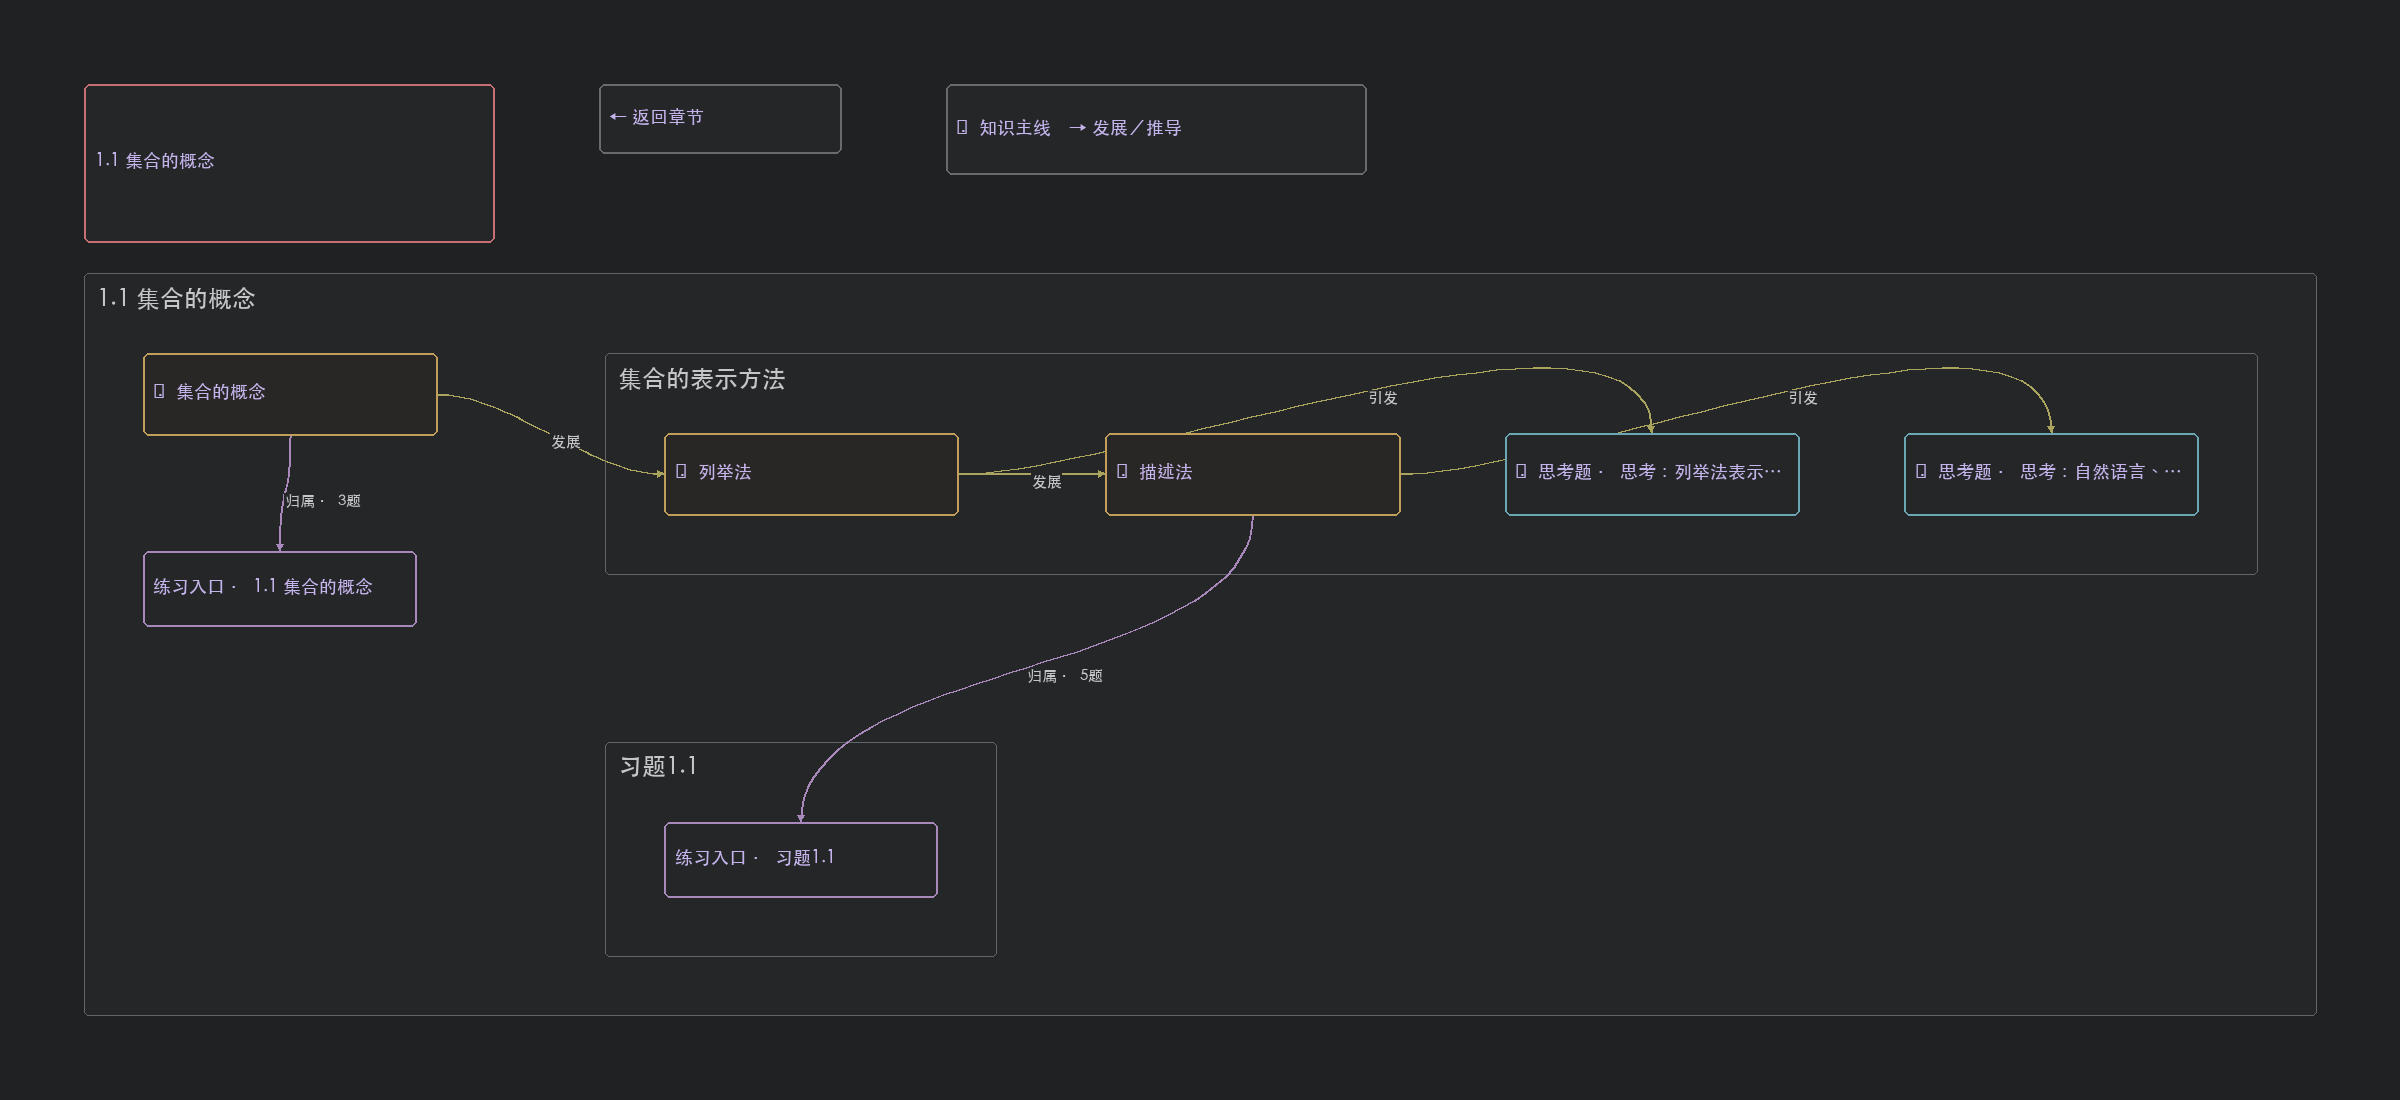 1.1 集合的概念
← 返回章节
知识主线 → 发展／推导
1.1 集合的概念
集合的概念
集合的表示方法
引发
引发
发展
列举法
发展
描述法
思考题 · 思考：列举法表示…
思考题 · 思考：自然语言、…
归属 · 3题
练习入口 · 1.1 集合的概念
归属 · 5题
习题1.1
练习入口 · 习题1.1